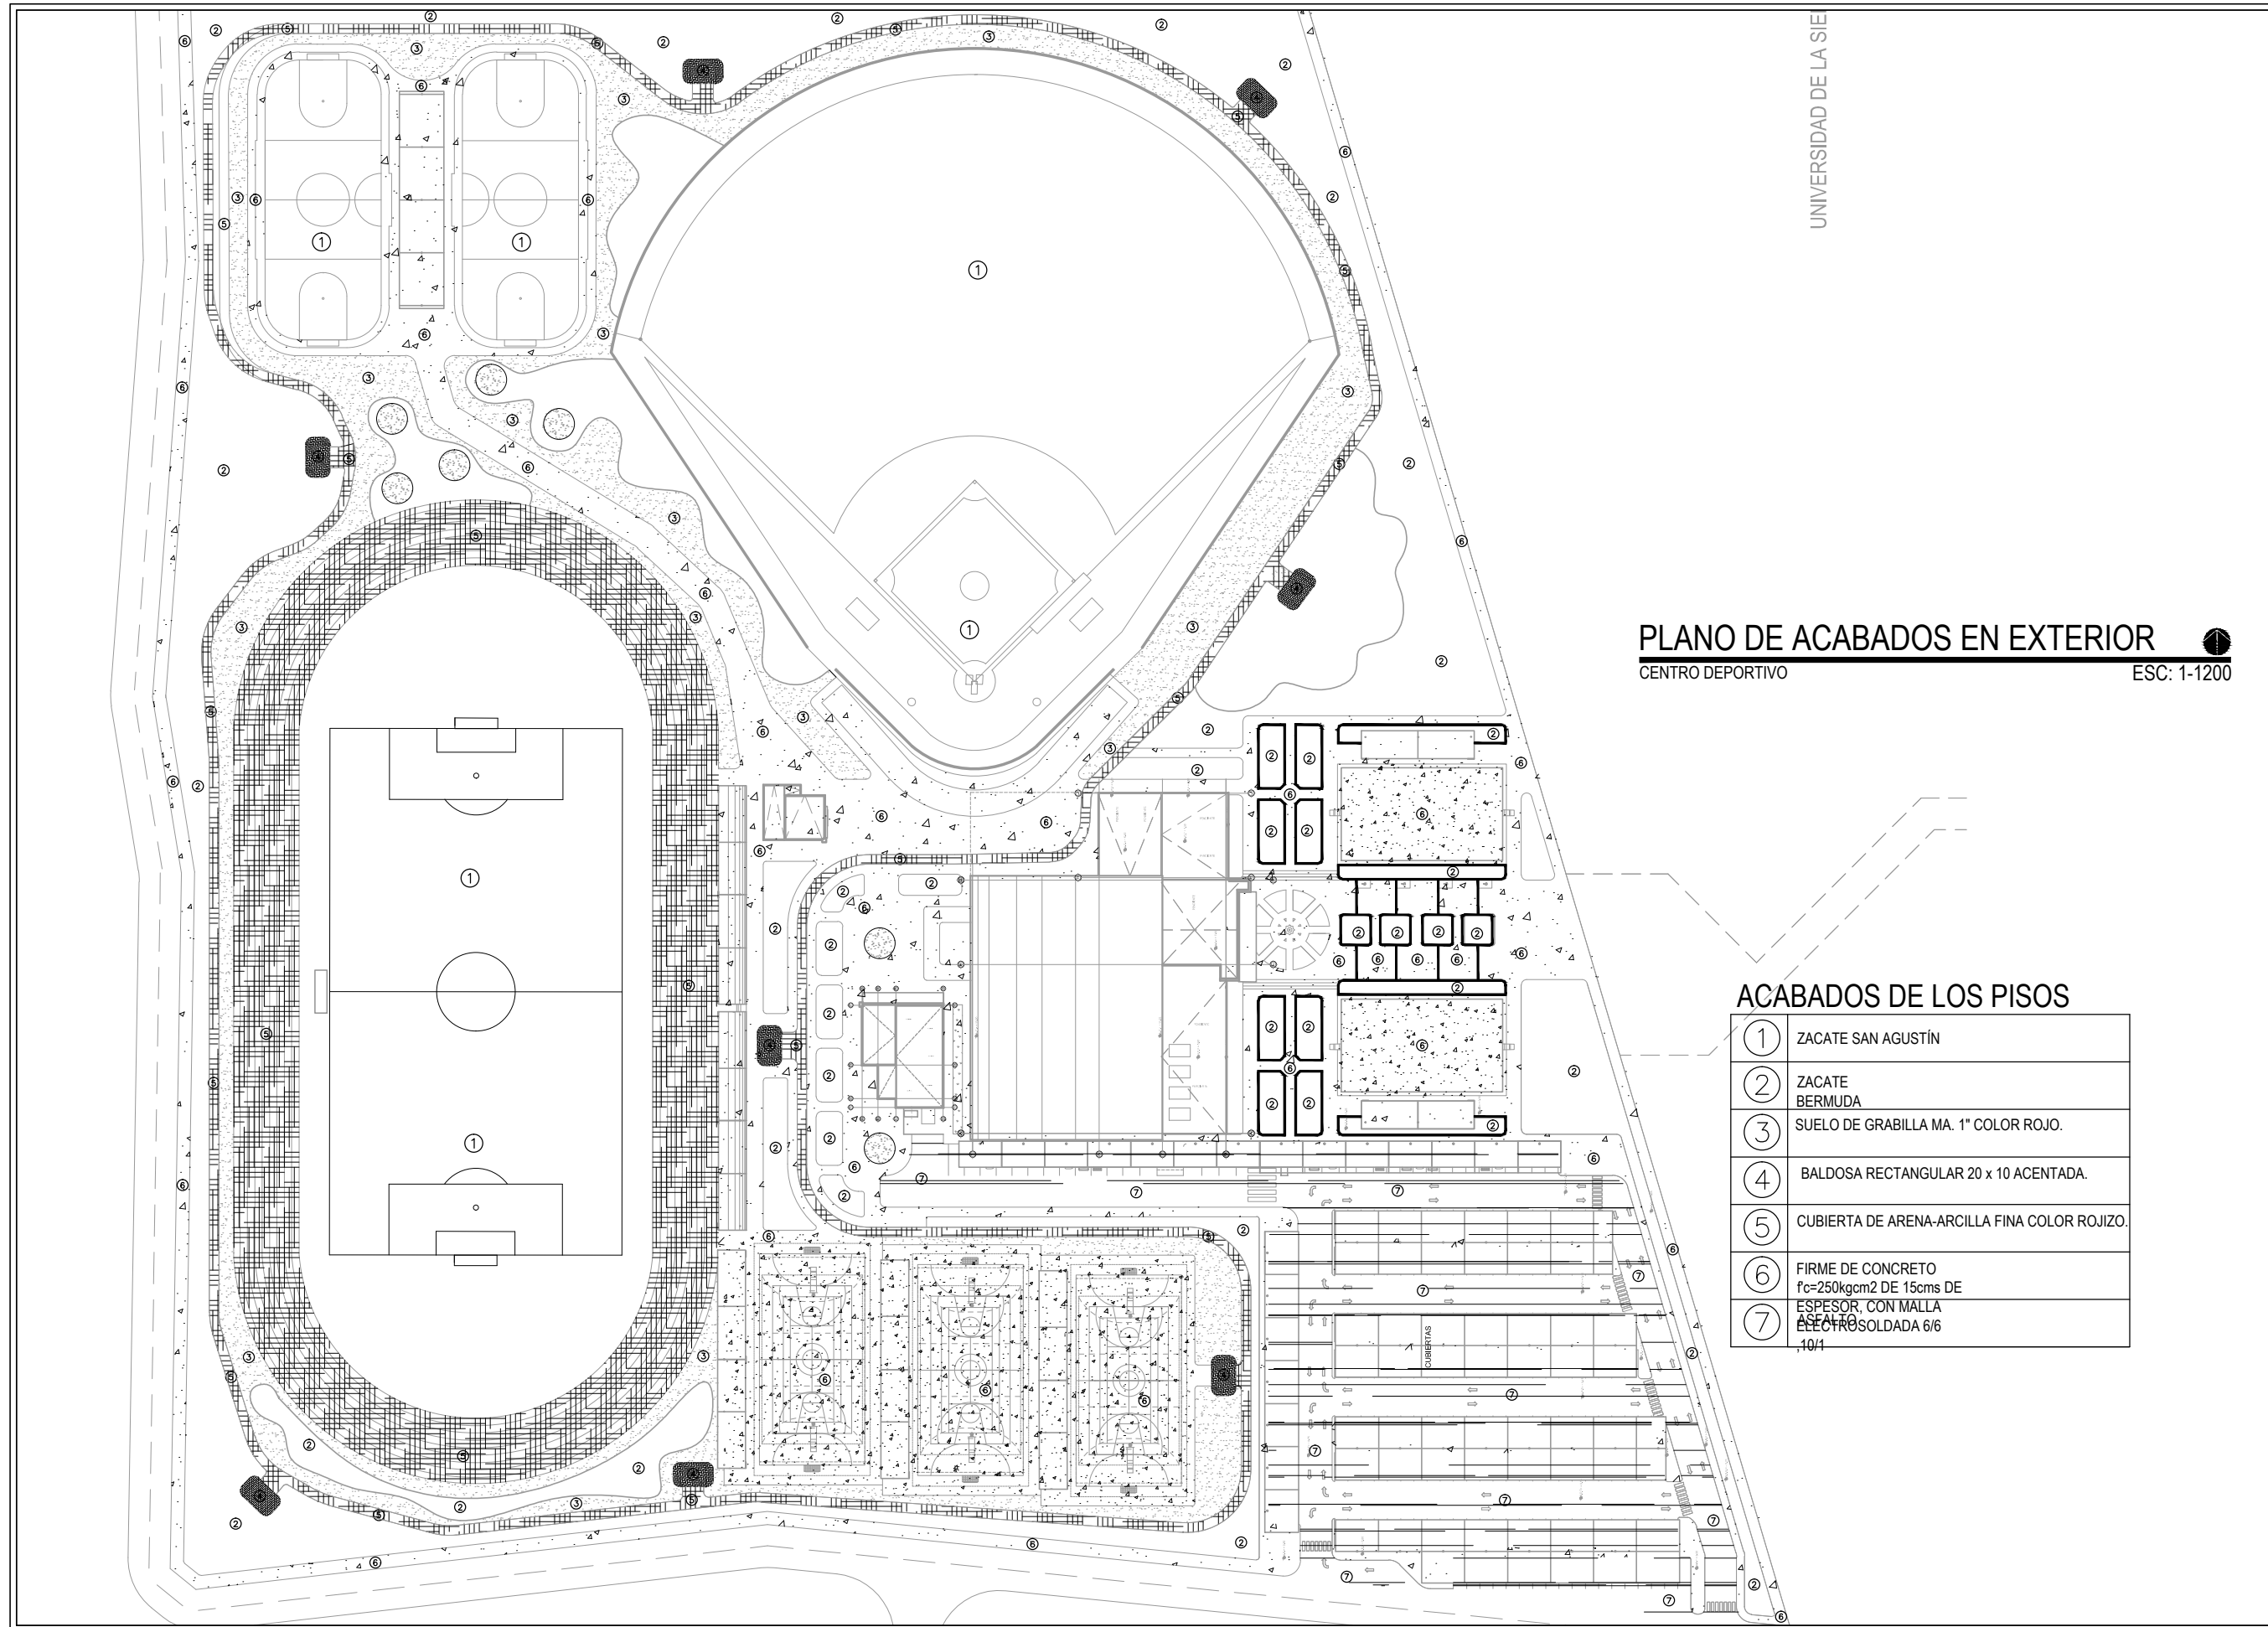 UNIVERSIDAD DE LA SIE
PLANO DE ACABADOS EN EXTERIOR
CENTRO DEPORTIVO
ESC: 1-1200
ACABADOS DE LOS PISOS
1 ZACATE SAN AGUSTÍN
2 ZACATE
BERMUDA
3 SUELO DE GRABILLA MA. 1" COLOR ROJO.
4 BALDOSA RECTANGULAR 20 x 10 ACENTADA.
5 CUBIERTA DE ARENA-ARCILLA FINA COLOR ROJIZO.
6 FIRME DE CONCRETO
f'c=250kgcm2 DE 15cms DE
ESPESOR, CON MALLA
7 ASFALTO
ELECTROSOLDADA 6/6
,10/1
CUBIERTAS